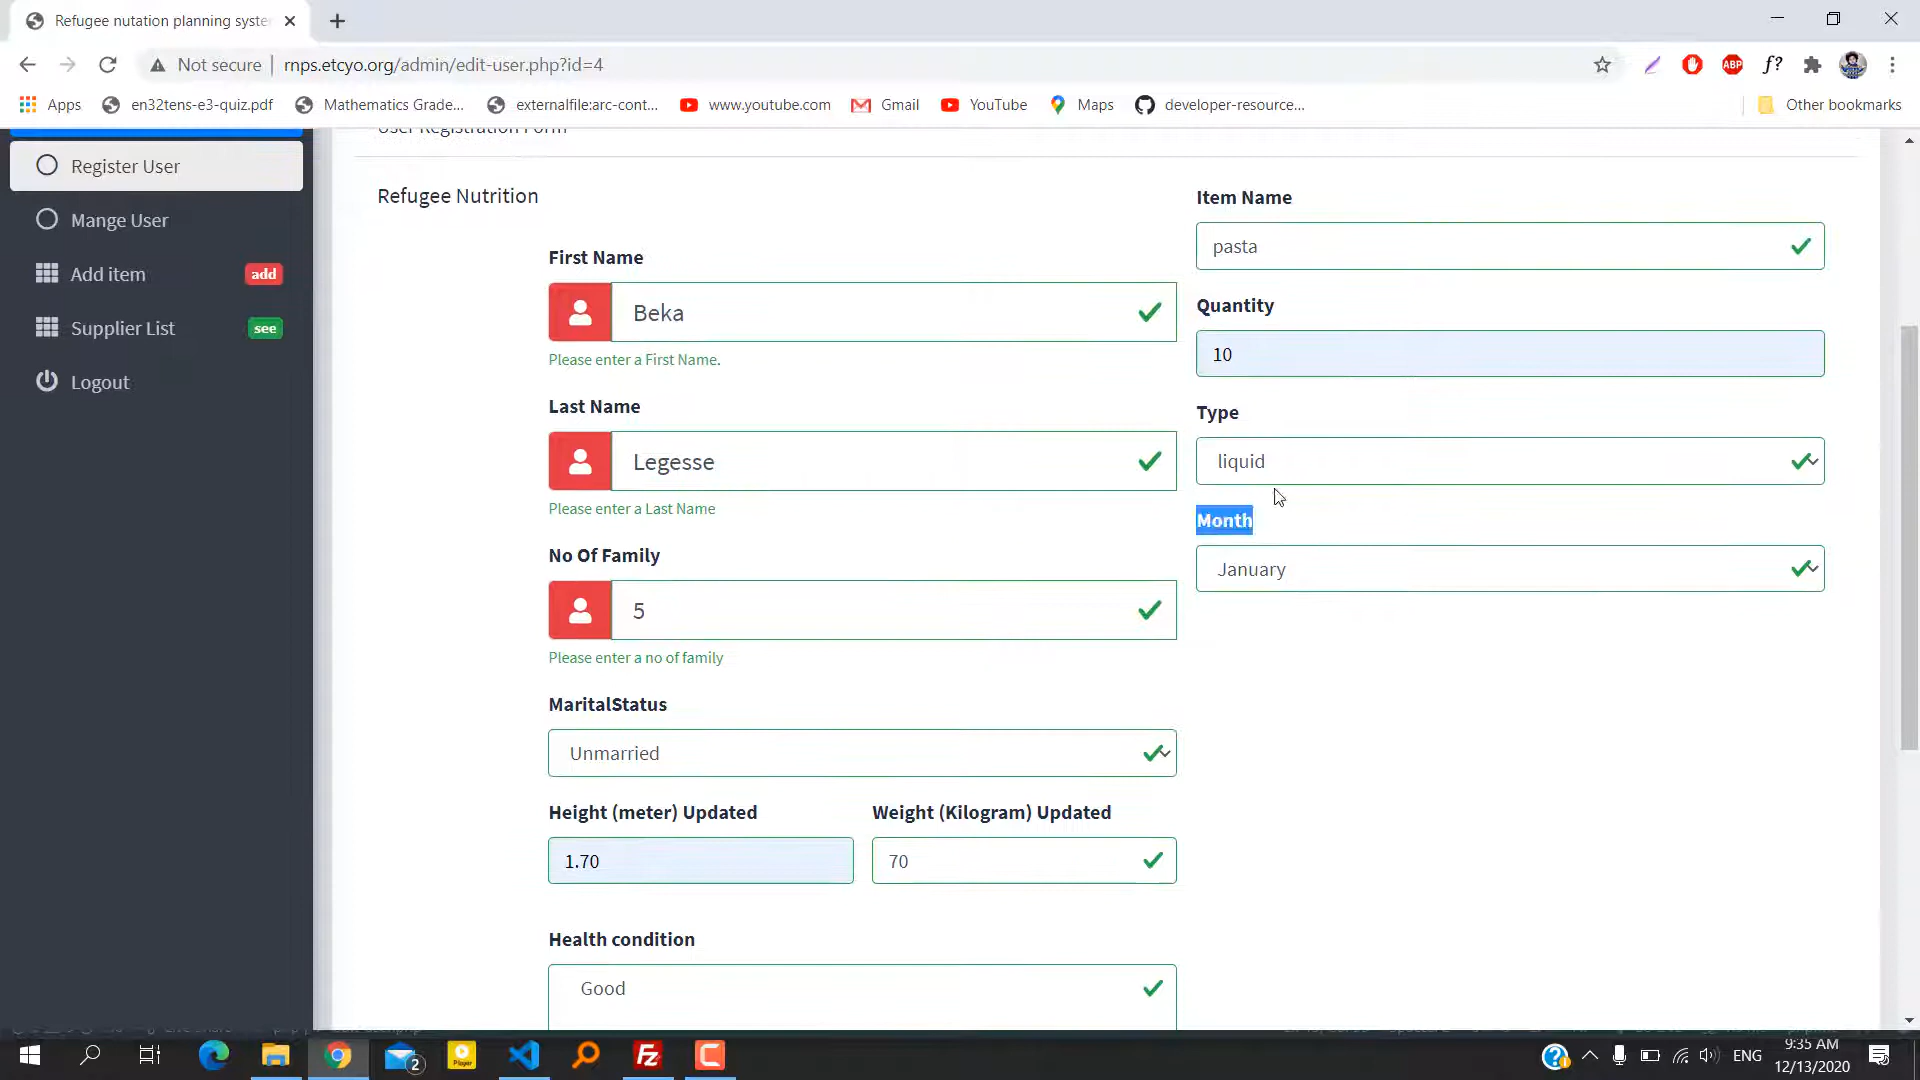 Refugee nutation planning syste
Not secure
rnps.etcyo.org/admin/edit-user.php?id=4
ABP
f?
Apps
en32tens-e3-quiz.pdf
Mathematics Grade...
externalfile:arc-cont...
www.youtube.com
Gmail
YouTube
Maps
developer-resource...
Other bookmarks
User Registration Form
Register User
Mange User
Add item
add
Supplier List
see
Logout
Refugee Nutrition
First Name
Beka
Please enter a First Name.
Last Name
Legesse
Please enter a Last Name
No Of Family
5
Please enter a no of family
MaritalStatus
Unmarried
Height (meter) Updated
1.70
Weight (Kilogram) Updated
70
Health condition
Good
Item Name
pasta
Quantity
10
Type
liquid
Month
January
2
Player
Fz
ENG
9:35 AM
12/13/2020